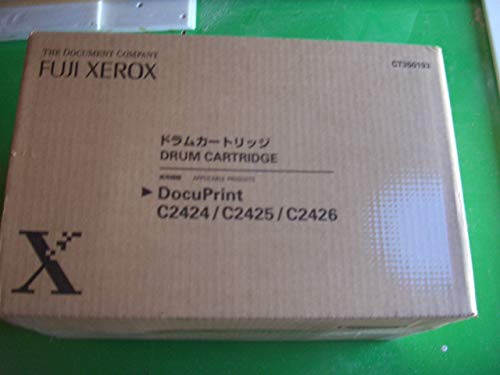 THE DOCUMENT COMPANY
FUJI XEROX
CT350193
ドラムカートリッジ
DRUM CARTRIDGE
APPLICABLE PRODUCTS
▶ DocuPrint
C2424 / C2425 / C2426
X